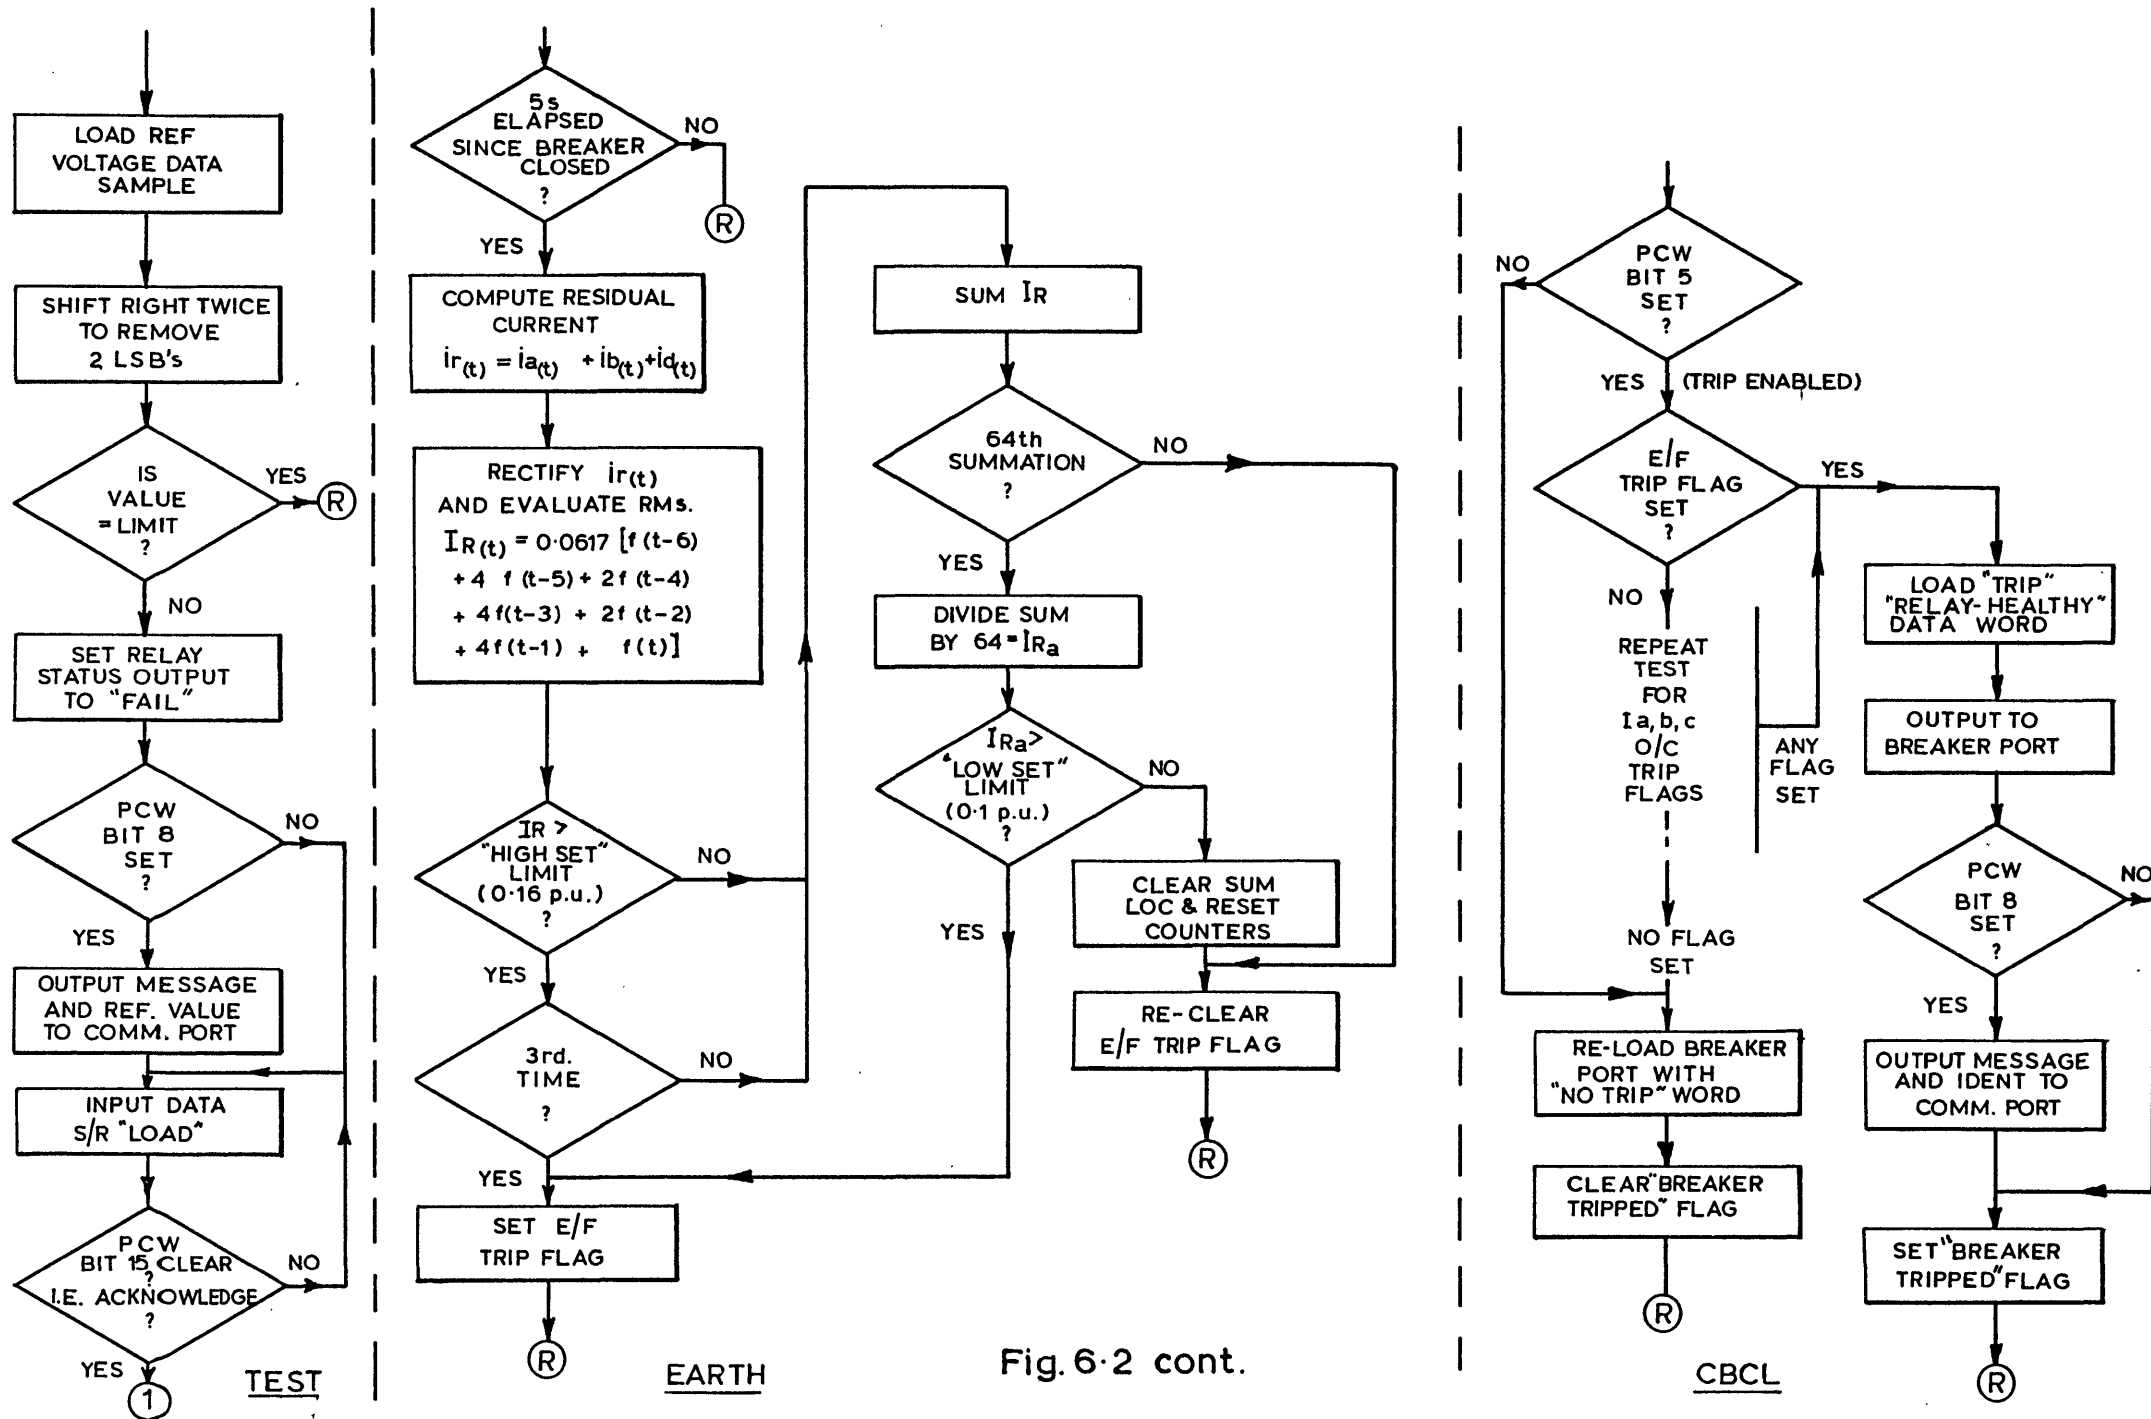 LOAD REF
VOLTAGE DATA
SAMPLE
SHIFT RIGHT TWICE
TO REMOVE
2 LSB's
IS
VALUE
= LIMIT
?
YES
R
NO
SET RELAY
STATUS OUTPUT
TO "FAIL"
PCW
BIT 8
SET
?
NO
YES
OUTPUT MESSAGE
AND REF. VALUE
TO COMM. PORT
INPUT DATA
S/R "LOAD"
PCW
BIT 15 CLEAR
?
I.E. ACKNOWLEDGE
?
NO
YES
1
TEST
5s
ELAPSED
SINCE BREAKER
CLOSED
?
NO
R
YES
COMPUTE RESIDUAL
CURRENT
ir(t) = ia(t) + ib(t)+id(t)
RECTIFY ir(t)
AND EVALUATE RMs.
IR(t) = 0·0617 [f(t-6)
+ 4 f(t-5) + 2f(t-4)
+ 4f(t-3) + 2f(t-2)
+ 4f(t-1) + f(t)]
IR >
"HIGH SET"
LIMIT
(0·16 p.u.)
?
NO
YES
3rd.
TIME
?
NO
YES
SET E/F
TRIP FLAG
R
SUM IR
64th
SUMMATION
?
NO
YES
DIVIDE SUM
BY 64 = IRa
IRa >
"LOW SET"
LIMIT
(0·1 p.u.)
?
NO
YES
CLEAR SUM
LOC & RESET
COUNTERS
RE-CLEAR
E/F TRIP FLAG
R
EARTH
Fig. 6·2 cont.
PCW
BIT 5
SET
?
NO
YES (TRIP ENABLED)
E/F
TRIP FLAG
SET
?
YES
NO
REPEAT
TEST
FOR
Ia, b, c
O/C
TRIP
FLAGS
ANY
FLAG
SET
NO FLAG
SET
RE-LOAD BREAKER
PORT WITH
"NO TRIP" WORD
CLEAR "BREAKER
TRIPPED" FLAG
R
LOAD "TRIP"
"RELAY-HEALTHY"
DATA WORD
OUTPUT TO
BREAKER PORT
PCW
BIT 8
SET
?
NO
YES
OUTPUT MESSAGE
AND IDENT TO
COMM. PORT
SET "BREAKER
TRIPPED" FLAG
R
CBCL